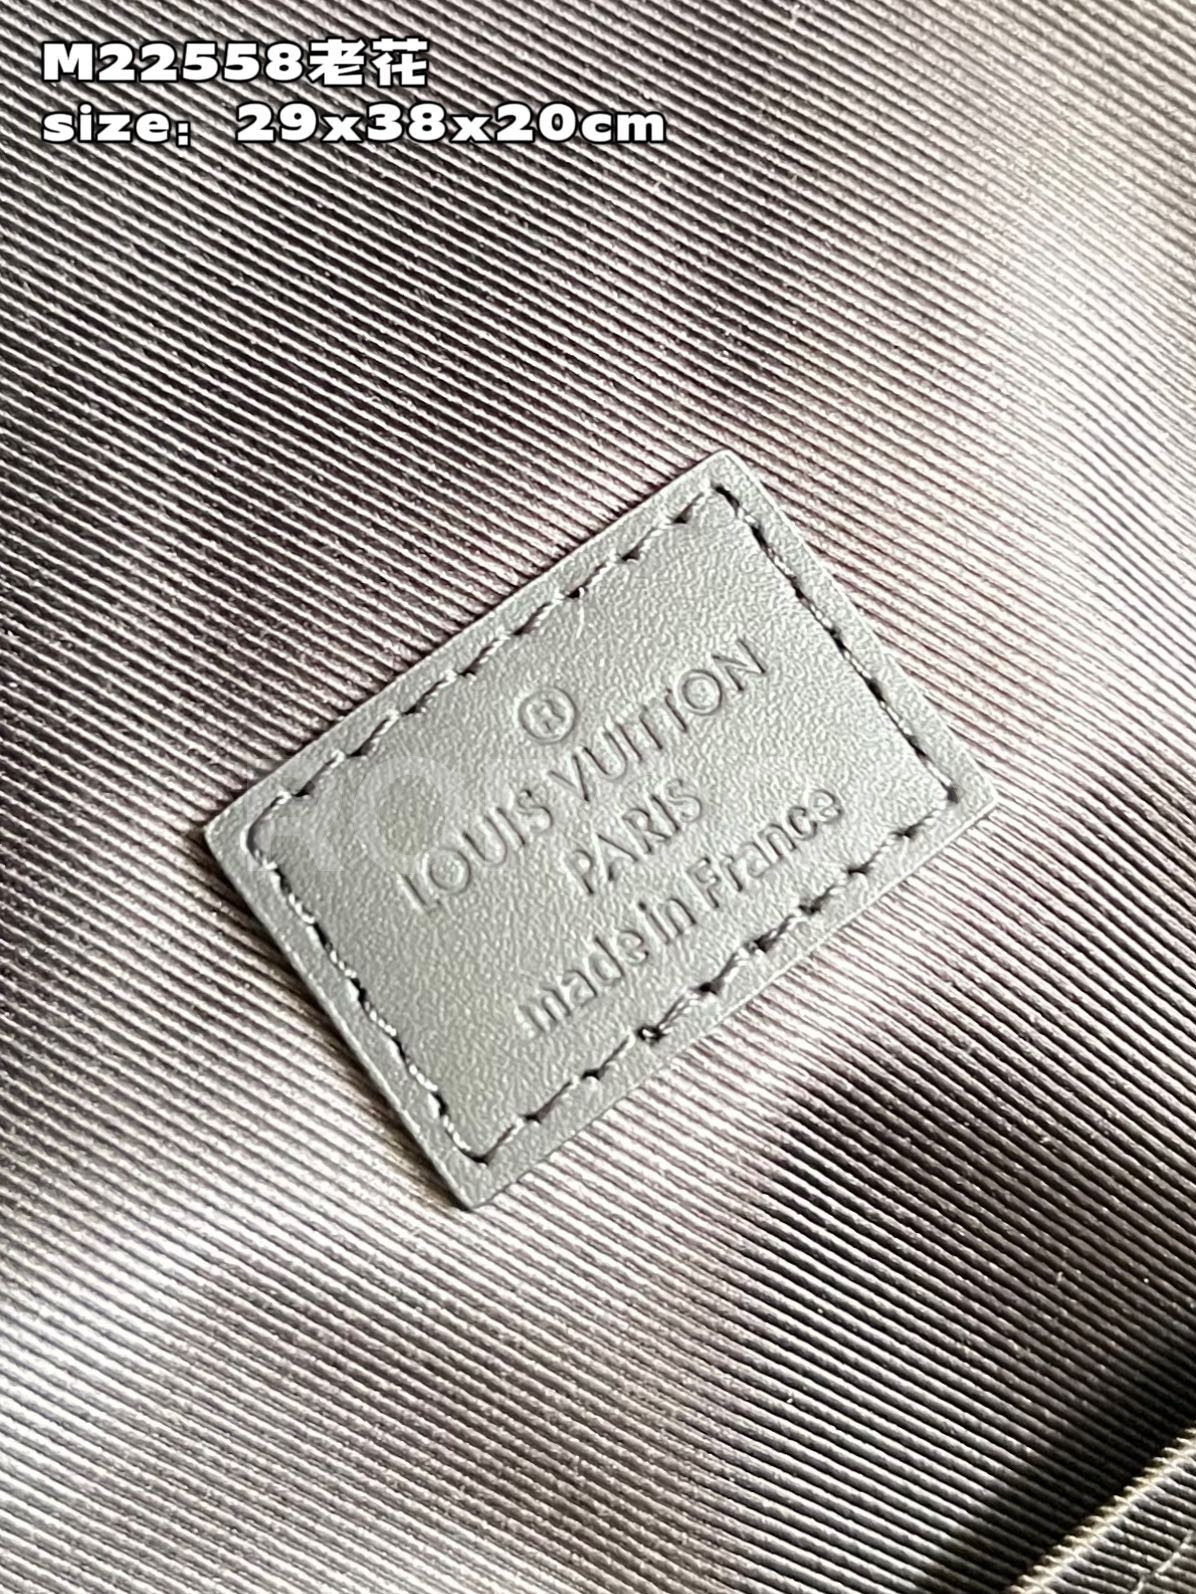 M22558老花
size：29x38x20cm
®
LOUIS VUITTON
PARIS
made in France